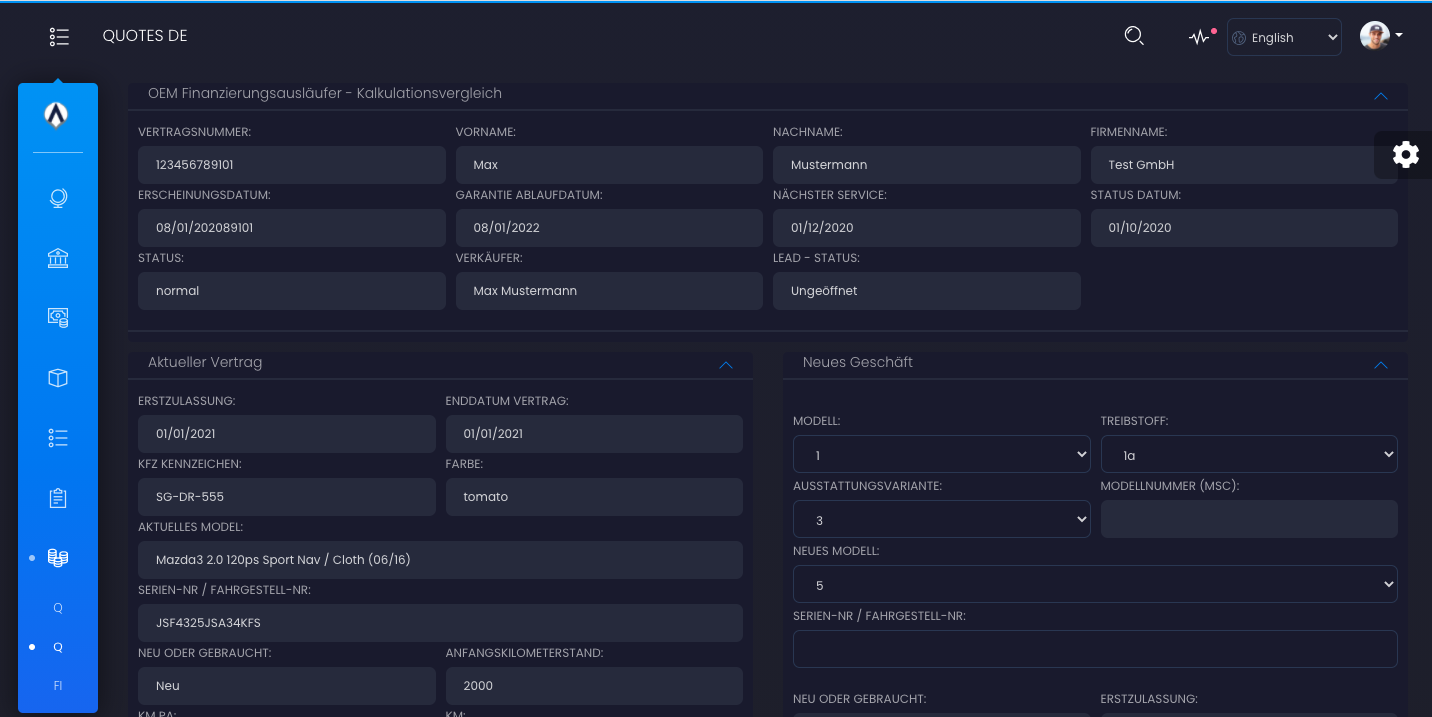 QUOTES DE
English
OEM Finanzierungsausläufer - Kalkulationsvergleich
VERTRAGSNUMMER: VORNAME: NACHNAME: FIRMENNAME:
123456789101 Max Mustermann Test GmbH
ERSCHEINUNGSDATUM: GARANTIE ABLAUFDATUM: NÄCHSTER SERVICE: STATUS DATUM:
08/01/202089101 08/01/2022 01/12/2020 01/10/2020
STATUS: VERKÄUFER: LEAD - STATUS:
normal Max Mustermann Ungeöffnet
Aktueller Vertrag
ERSTZULASSUNG: ENDDATUM VERTRAG:
01/01/2021 01/01/2021
KFZ KENNZEICHEN: FARBE:
SG-DR-555 tomato
AKTUELLES MODEL:
Mazda3 2.0 120ps Sport Nav / Cloth (06/16)
SERIEN-NR / FAHRGESTELL-NR:
JSF4325JSA34KFS
NEU ODER GEBRAUCHT: ANFANGSKILOMETERSTAND:
Neu 2000
KM PA: KM:
Neues Geschäft
MODELL: TREIBSTOFF:
1 1a
AUSSTATTUNGSVARIANTE: MODELLNUMMER (MSC):
3
NEUES MODELL:
5
SERIEN-NR / FAHRGESTELL-NR:
NEU ODER GEBRAUCHT: ERSTZULASSUNG:
Q
Q
FI